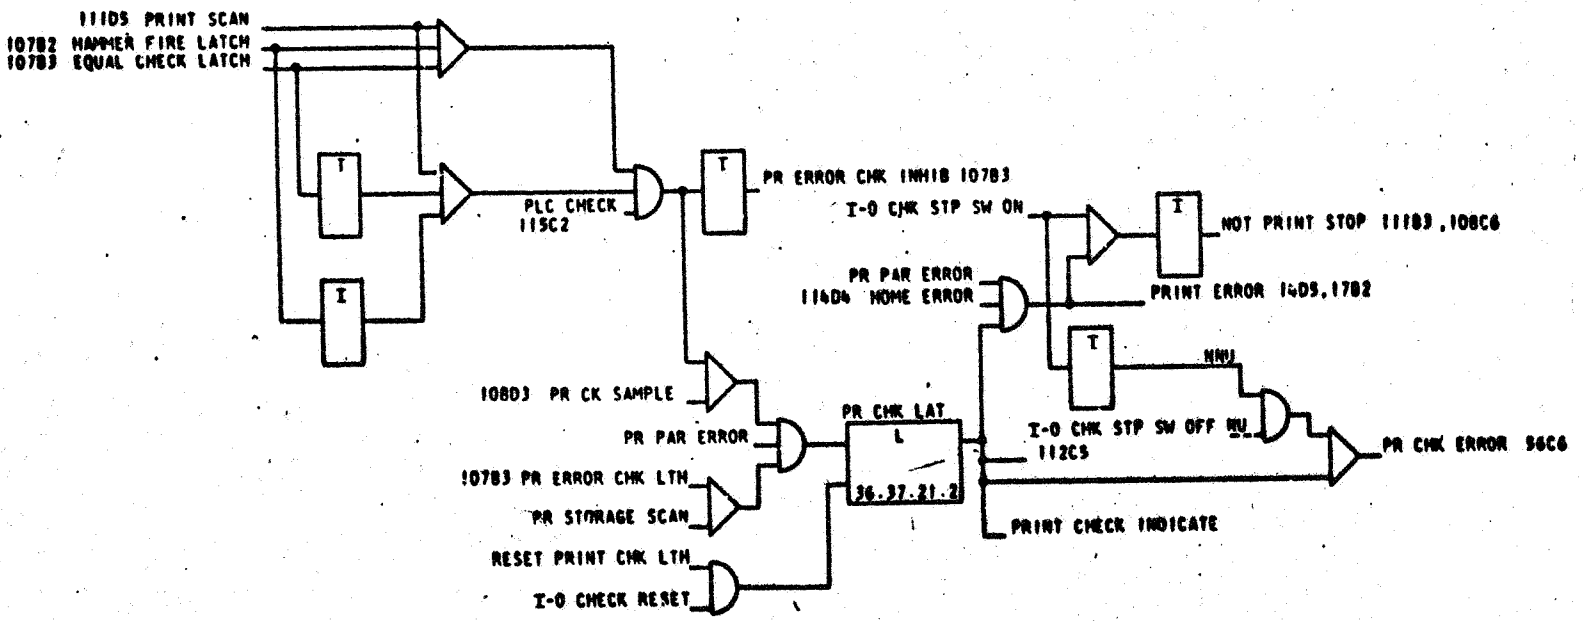 111D5 PRINT SCAN
107B2 HAMMER FIRE LATCH
107B3 EQUAL CHECK LATCH
I
I
PLC CHECK
115C2
I
PR ERROR CHK INHIB 107B3
I-O CHK STP SW ON
I
NOT PRINT STOP 111B3,108C6
PR PAR ERROR
114D4 HOME ERROR
PRINT ERROR 14D5,17B2
I
NNU
108D3 PR CK SAMPLE
PR CHK LAT
L
36.37.21.2
PR PAR ERROR
I-O CHK STP SW OFF NU
112C5
PR CHK ERROR 56C6
107B3 PR ERROR CHK LTH
PR STORAGE SCAN
PRINT CHECK INDICATE
RESET PRINT CHK LTH
I-O CHECK RESET